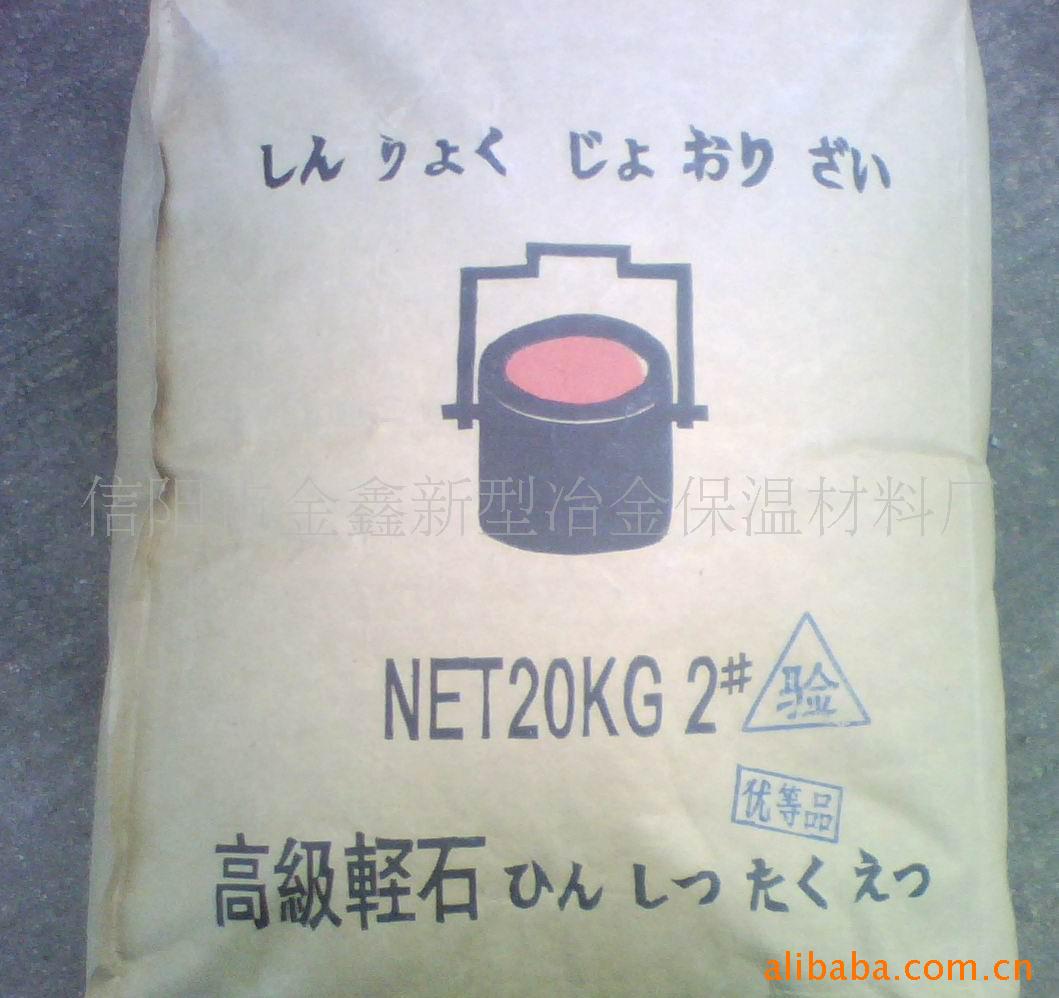 しん りょく じょ おり ざい
信阳市金鑫新型冶金保温材料厂
NET20KG 2#
验
优等品
高級軽石 ひん しつ たく えつ
alibaba.com.cn